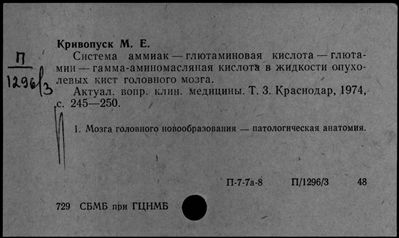 Кривопуск М. Е.
П
Система аммиак — глютаминовая кислота — глюта-
1296/3
мин — гамма-аминомасляная кислота в жидкости опухо-
левых кист головного мозга.
Актуал. вопр. клин. медицины. Т. 3. Краснодар, 1974,
с. 245—250.
1. Мозга головного новообразования — патологическая анатомия.
П-7-7а-8 П/1296/3 48
729 СБМБ при ГЦНМБ